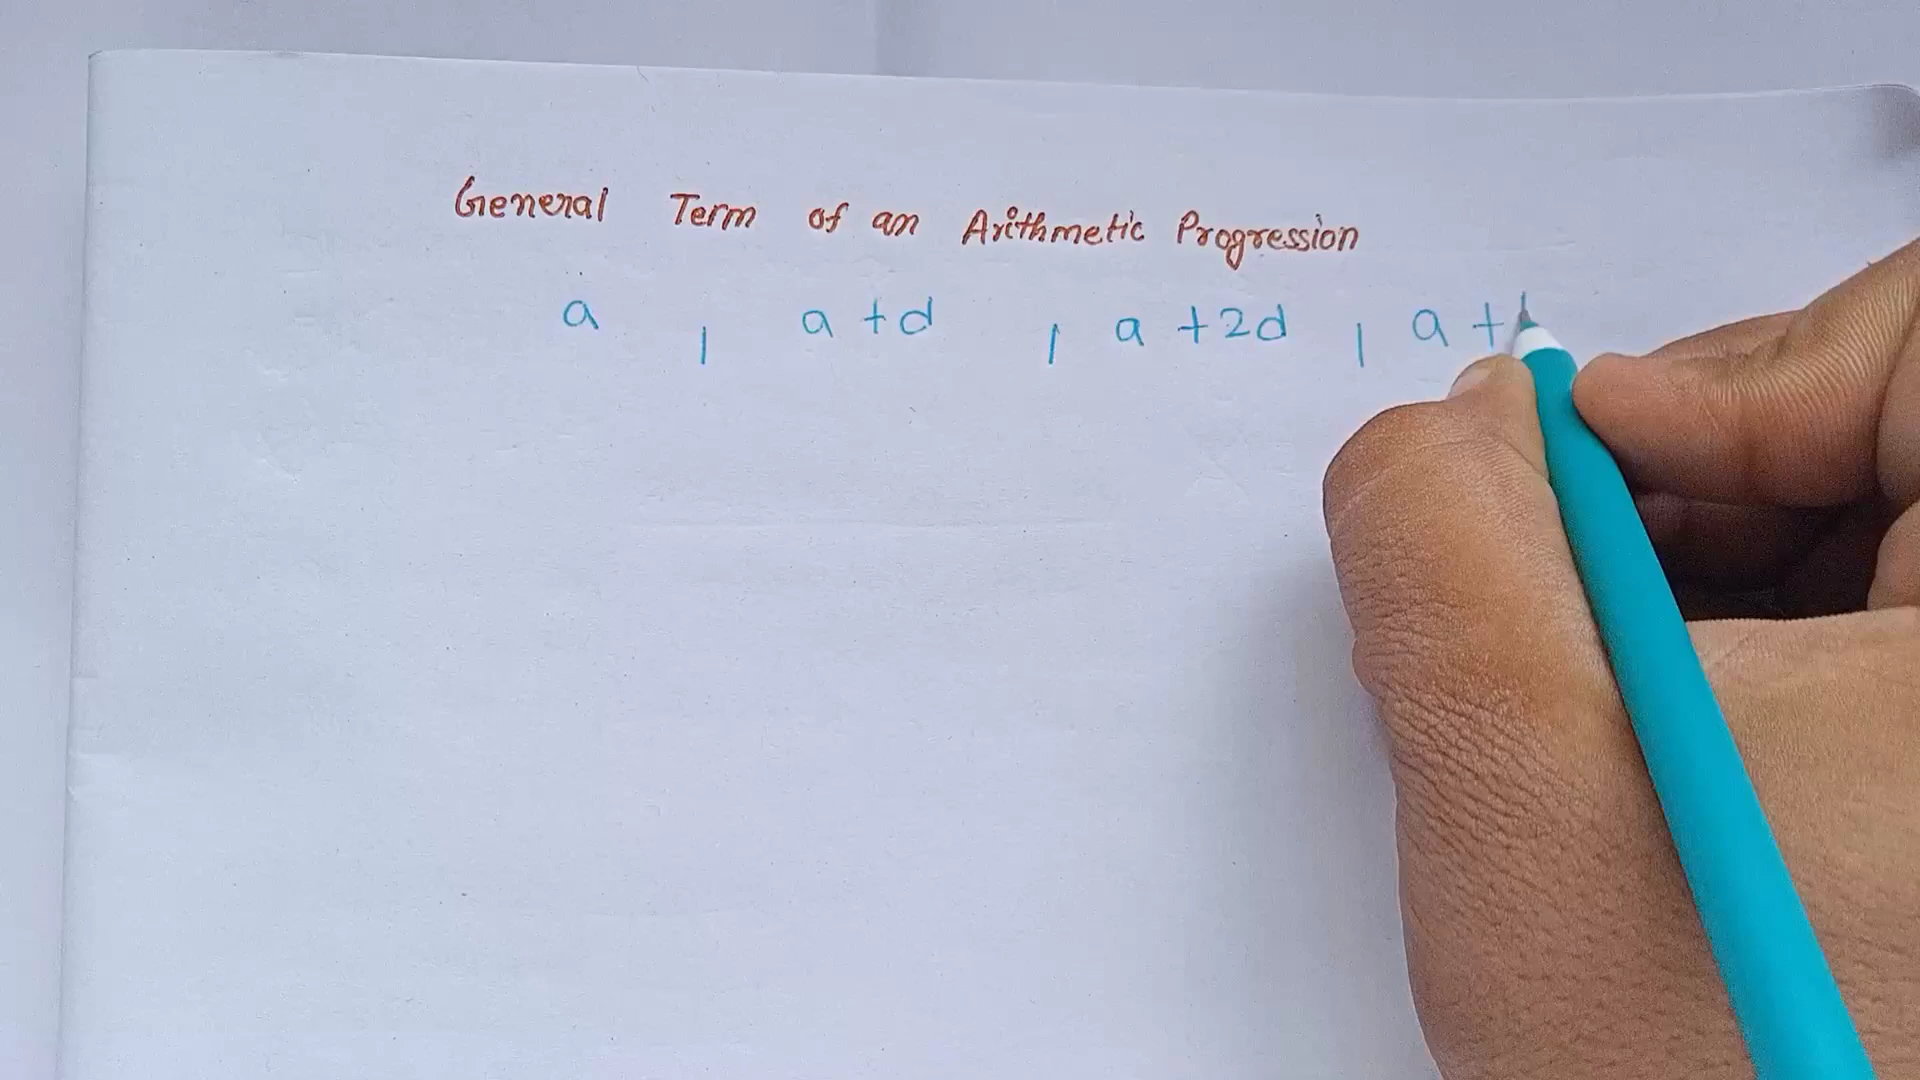 General Term of an Arithmetic Progression
a , a + d , a + 2d , a +